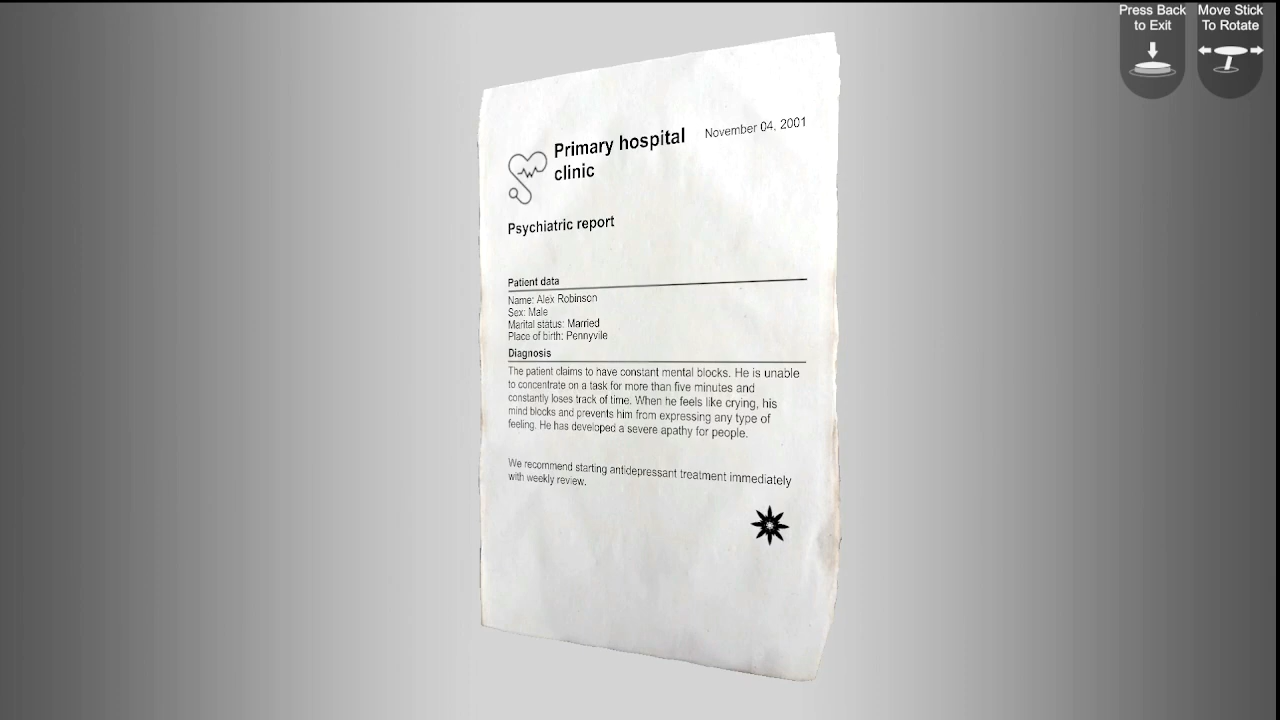 Press Back
to Exit
Move Stick
To Rotate
Primary hospital
clinic
November 04, 2001
Psychiatric report
Patient data
Name: Alex Robinson
Sex: Male
Marital status: Married
Place of birth: Pennyvile
Diagnosis
The patient claims to have constant mental blocks. He is unable
to concentrate on a task for more than five minutes and
constantly loses track of time. When he feels like crying, his
mind blocks and prevents him from expressing any type of
feeling. He has developed a severe apathy for people.
We recommend starting antidepressant treatment immediately
with weekly review.